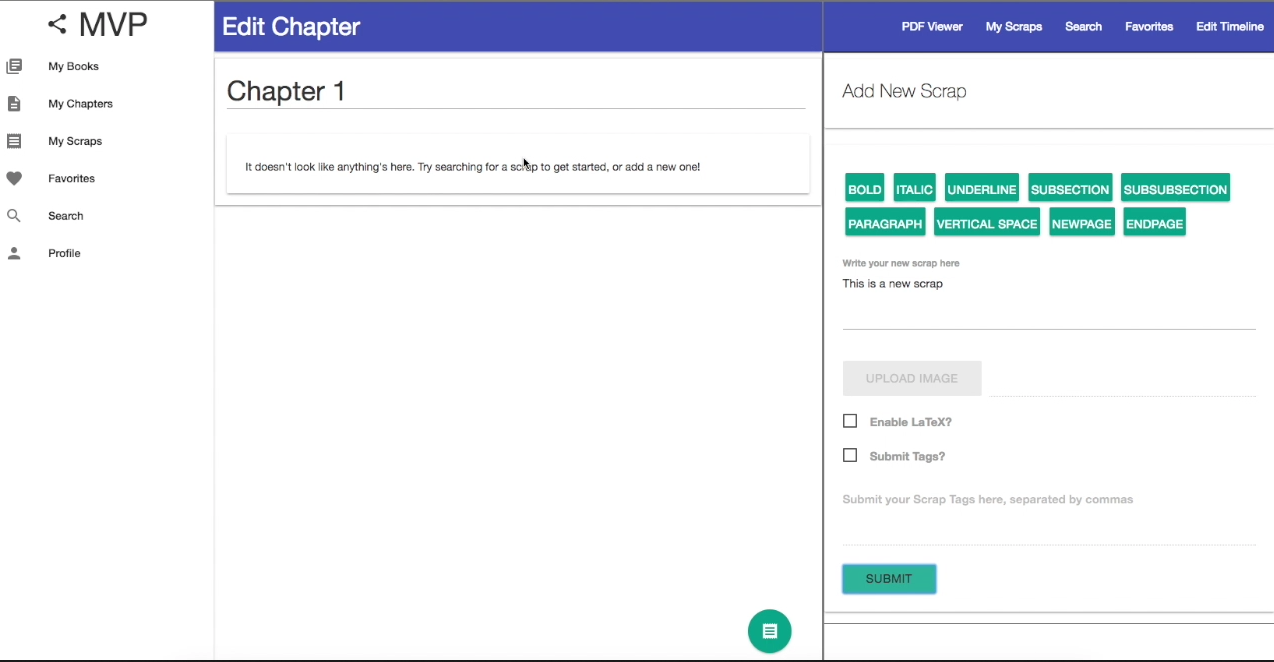 MVP
My Books
My Chapters
My Scraps
Favorites
Search
Profile
Edit Chapter
Chapter 1
It doesn't look like anything's here. Try searching for a scrap to get started, or add a new one!
PDF Viewer My Scraps Search Favorites Edit Timeline
Add New Scrap
BOLD ITALIC UNDERLINE SUBSECTION SUBSUBSECTION
PARAGRAPH VERTICAL SPACE NEWPAGE ENDPAGE
Write your new scrap here
This is a new scrap
UPLOAD IMAGE
Enable LaTeX?
Submit Tags?
Submit your Scrap Tags here, separated by commas
SUBMIT